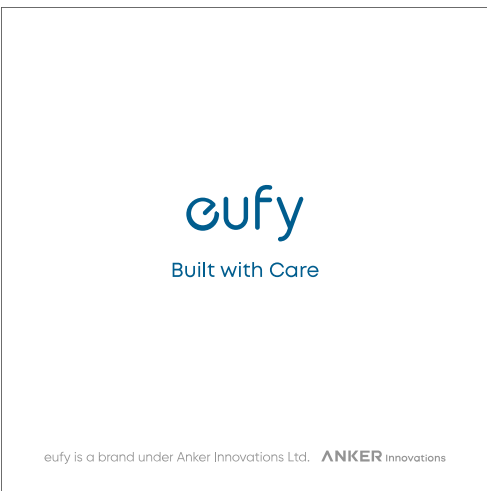 eufy
Built with Care
eufy is a brand under Anker Innovations Ltd. ANKER Innovations